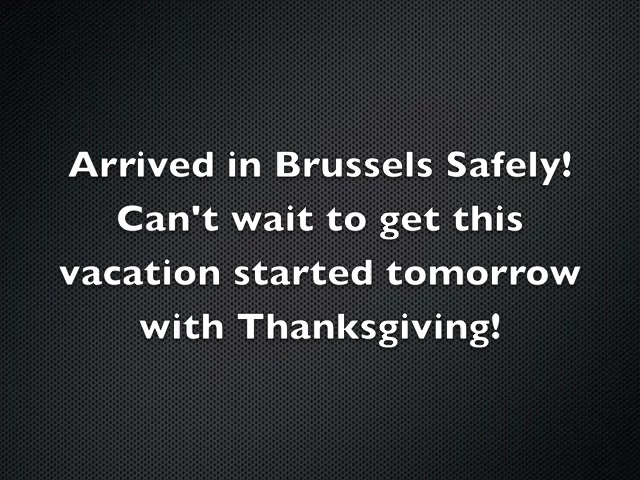 Arrived in Brussels Safely!
Can't wait to get this
vacation started tomorrow
with Thanksgiving!